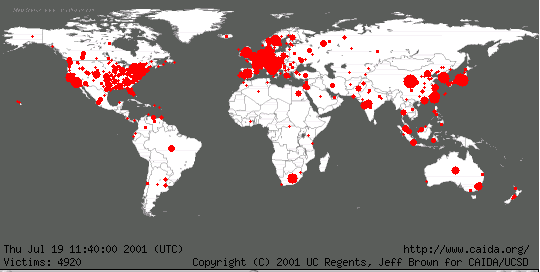 Thu Jul 19 11:40:00 2001 (UTC)
http://www.caida.org/
Victims: 4920
Copyright (C) 2001 UC Regents, Jeff Brown for CAIDA/UCSD